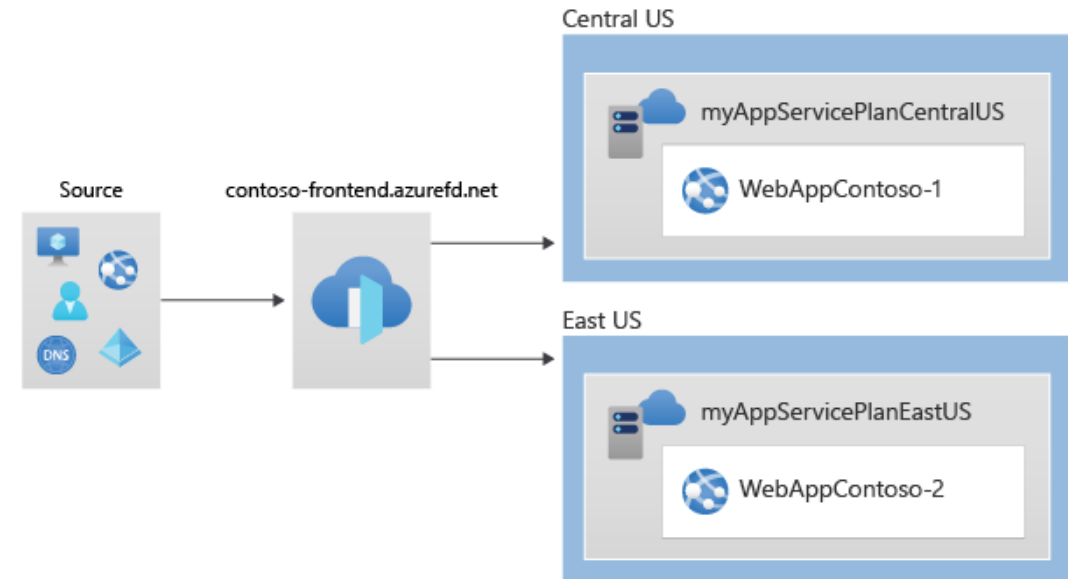 Central US
myAppServicePlanCentralUS
WebAppContoso-1
Source
contoso-frontend.azurefd.net
DNS
East US
myAppServicePlanEastUS
WebAppContoso-2